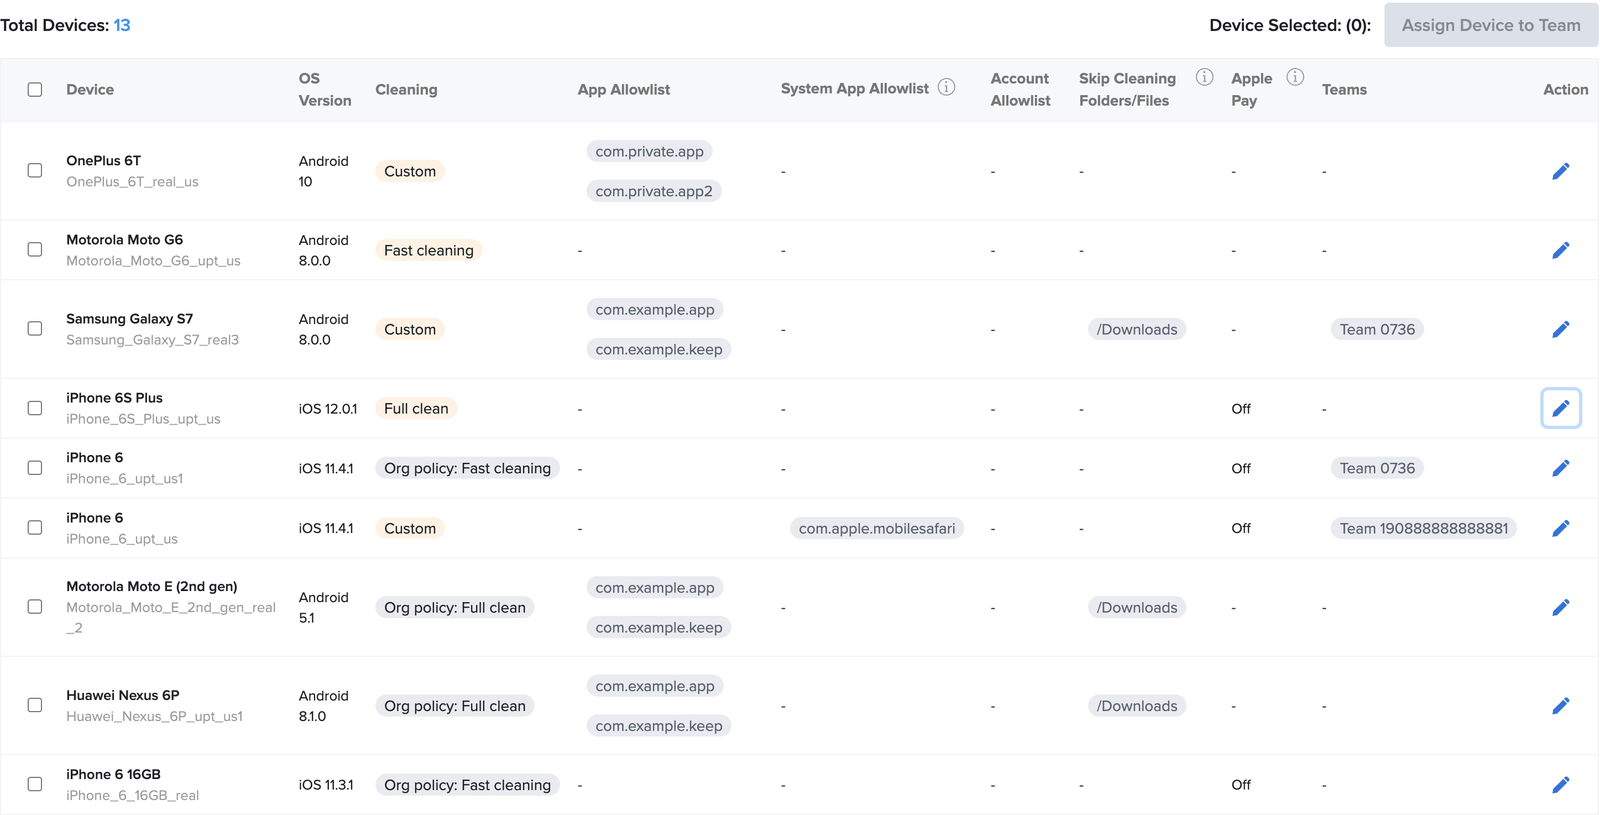 Total Devices: 13
Device Selected: (0):
Assign Device to Team
Device
OS
Version
Cleaning
App Allowlist
System App Allowlist
Account
Allowlist
Skip Cleaning
Folders/Files
Apple
Pay
Teams
Action
OnePlus 6T
OnePlus_6T_real_us
Android
10
Custom
com.private.app
com.private.app2
-
-
-
-
-
Motorola Moto G6
Motorola_Moto_G6_upt_us
Android
8.0.0
Fast cleaning
-
-
-
-
-
-
Samsung Galaxy S7
Samsung_Galaxy_S7_real3
Android
8.0.0
Custom
com.example.app
com.example.keep
-
-
/Downloads
-
Team 0736
iPhone 6S Plus
iPhone_6S_Plus_upt_us
iOS 12.0.1
Full clean
-
-
-
-
Off
-
iPhone 6
iPhone_6_upt_us1
iOS 11.4.1
Org policy: Fast cleaning
-
-
-
-
Off
Team 0736
iPhone 6
iPhone_6_upt_us
iOS 11.4.1
Custom
-
com.apple.mobilesafari
-
-
Off
Team 190888888888881
Motorola Moto E (2nd gen)
Motorola_Moto_E_2nd_gen_real
_2
Android
5.1
Org policy: Full clean
com.example.app
com.example.keep
-
-
/Downloads
-
-
Huawei Nexus 6P
Huawei_Nexus_6P_upt_us1
Android
8.1.0
Org policy: Full clean
com.example.app
com.example.keep
-
-
/Downloads
-
-
iPhone 6 16GB
iPhone_6_16GB_real
iOS 11.3.1
Org policy: Fast cleaning
-
-
-
-
Off
-